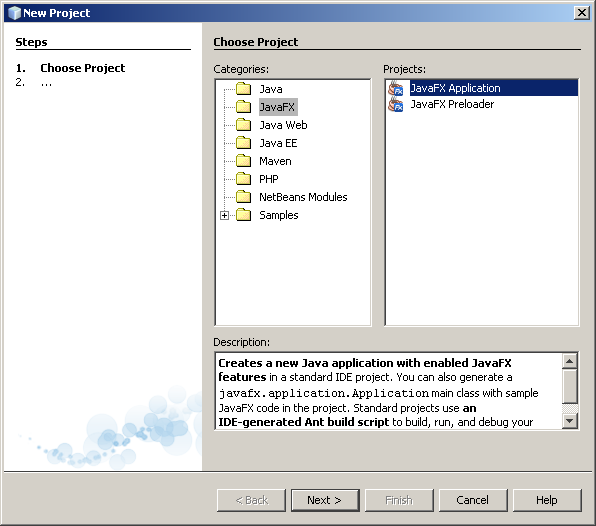 New Project
Steps
1. Choose Project
2. ...
Choose Project
Categories:
Java
JavaFX
Java Web
Java EE
Maven
PHP
NetBeans Modules
Samples
Projects:
JavaFX Application
JavaFX Preloader
Description:
Creates a new Java application with enabled JavaFX
features in a standard IDE project. You can also generate a
javafx.application.Application main class with sample
JavaFX code in the project. Standard projects use an
IDE-generated Ant build script to build, run, and debug your
< Back
Next >
Finish
Cancel
Help